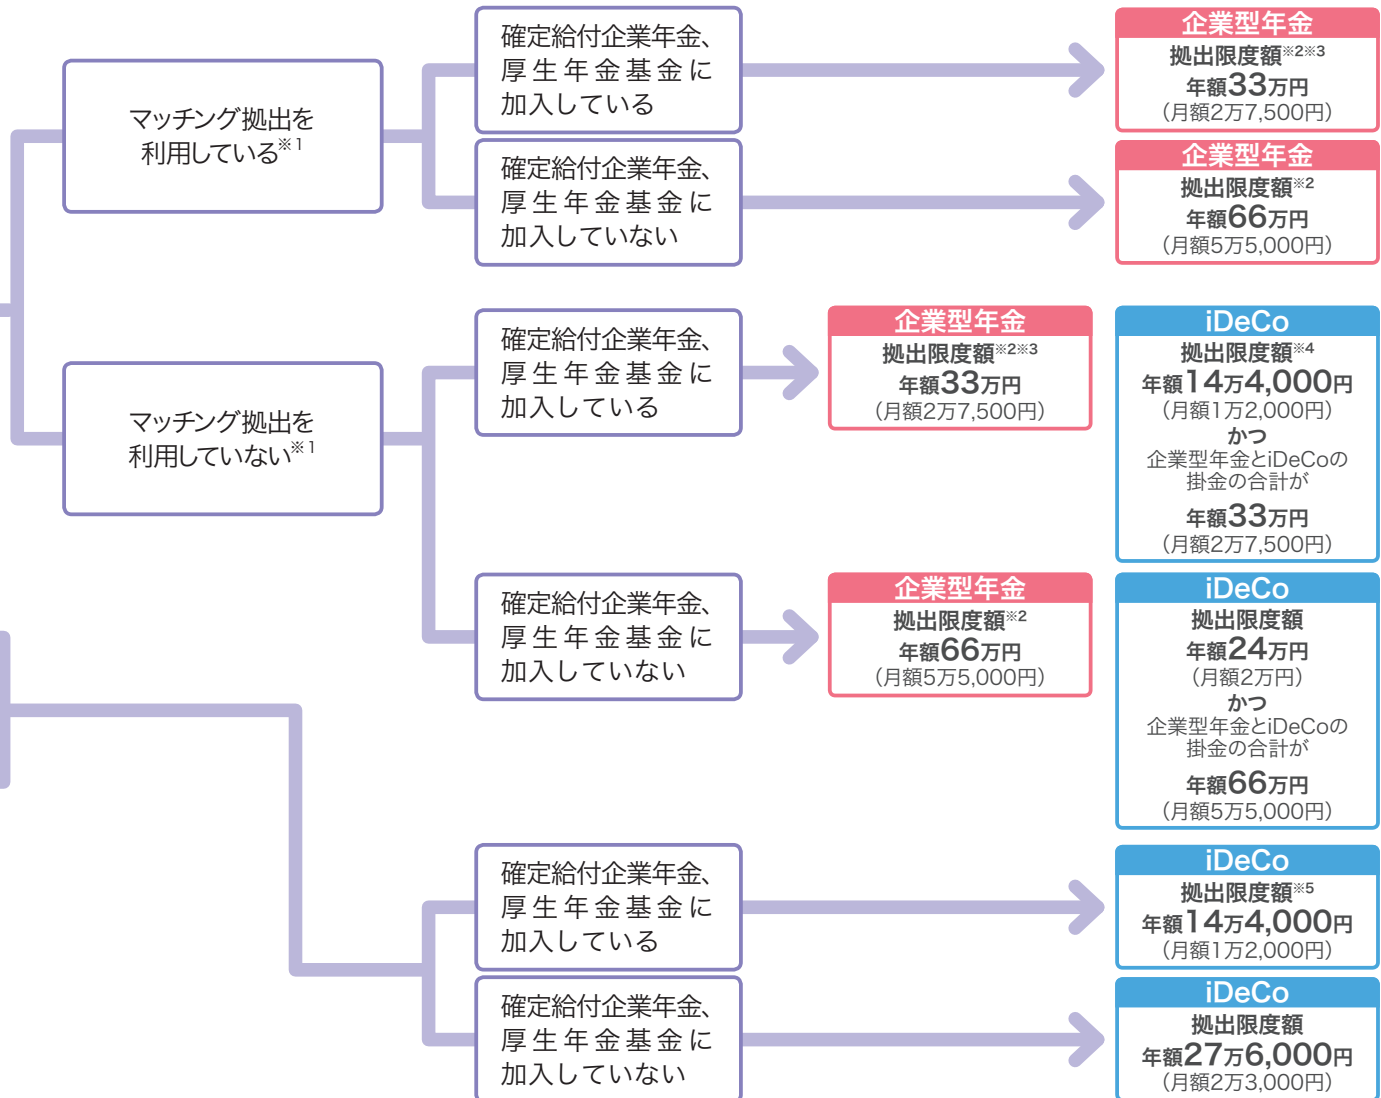 マッチング拠出を
利用している※1
確定給付企業年金、
厚生年金基金に
加入している
企業型年金
拠出限度額※2※3
年額33万円
（月額2万7,500円）
確定給付企業年金、
厚生年金基金に
加入していない
企業型年金
拠出限度額※2
年額66万円
（月額5万5,000円）
マッチング拠出を
利用していない※1
確定給付企業年金、
厚生年金基金に
加入している
企業型年金
拠出限度額※2※3
年額33万円
（月額2万7,500円）
iDeCo
拠出限度額※4
年額14万4,000円
（月額1万2,000円）
かつ
企業型年金とiDeCoの
掛金の合計が
年額33万円
（月額2万7,500円）
確定給付企業年金、
厚生年金基金に
加入していない
企業型年金
拠出限度額※2
年額66万円
（月額5万5,000円）
iDeCo
拠出限度額
年額24万円
（月額2万円）
かつ
企業型年金とiDeCoの
掛金の合計が
年額66万円
（月額5万5,000円）
確定給付企業年金、
厚生年金基金に
加入している
iDeCo
拠出限度額※5
年額14万4,000円
（月額1万2,000円）
確定給付企業年金、
厚生年金基金に
加入していない
iDeCo
拠出限度額
年額27万6,000円
（月額2万3,000円）